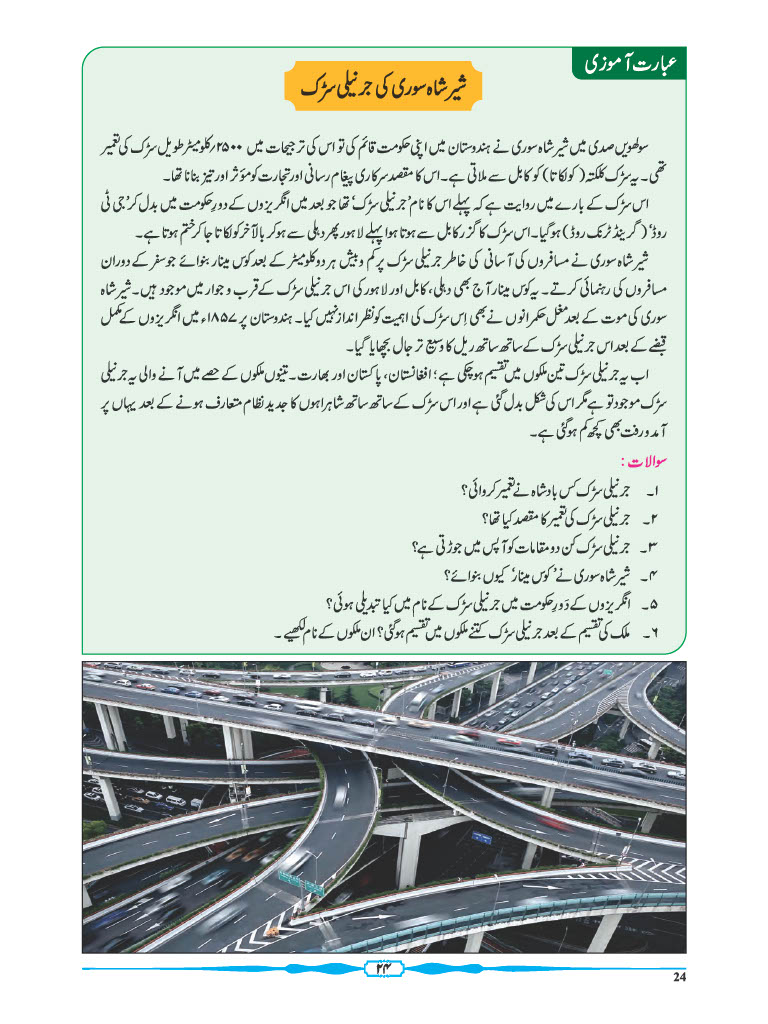 عبارت آموزی
شیر شاہ سوری کی جرنیلی سڑک
سولھویں صدی میں شیر شاہ سوری نے ہندوستان میں اپنی حکومت قائم کی تو اس کی ترجیحات میں ۲۵۰۰؍کلومیٹر طویل سڑک کی تعمیر
تھی۔ یہ سڑک کلکتہ (کولکاتا) کو کابل سے ملاتی ہے۔ اس کا مقصد سرکاری پیغام رسانی اور تجارت کو مؤثر اور تیز بنانا تھا۔
اس سڑک کے بارے میں روایت ہے کہ پہلے اس کا نام ’جرنیلی سڑک‘ تھا جو بعد میں انگریزوں کے دورِ حکومت میں بدل کر ’جی ٹی
روڈ‘ (گرینڈ ٹرنک روڈ) ہوگیا۔ اس سڑک کا گزر کابل سے ہوتا ہوا پہلے لاہور پھر دہلی سے ہوکر بالآخر کولکاتا جاکر ختم ہوتا ہے۔
شیر شاہ سوری نے مسافروں کی آسانی کی خاطر جرنیلی سڑک پر کم و بیش ہر دو کلومیٹر کے بعد کوس مینار بنوائے جو سفر کے دوران
مسافروں کی رہنمائی کرتے۔ یہ کوس مینار آج بھی دہلی، کابل اور لاہور کی اس جرنیلی سڑک کے قرب و جوار میں موجود ہیں۔ شیر شاہ
سوری کی موت کے بعد مغل حکمرانوں نے بھی اِس سڑک کی اہمیت کو نظر انداز نہیں کیا۔ ہندوستان پر ۱۸۵۷ء میں انگریزوں کے مکمل
قبضے کے بعد اس جرنیلی سڑک کے ساتھ ساتھ ریل کا وسیع تر جال بچھایا گیا۔
اب یہ جرنیلی سڑک تین ملکوں میں تقسیم ہوچکی ہے؛ افغانستان، پاکستان اور بھارت۔ تینوں ملکوں کے حصے میں آنے والی یہ جرنیلی
سڑک موجود تو ہے مگر اس کی شکل بدل گئی ہے اور اس سڑک کے ساتھ ساتھ شاہراہوں کا جدید نظام متعارف ہونے کے بعد یہاں پر
آمد و رفت بھی کچھ کم ہوگئی ہے۔
سوالات :
۱۔ جرنیلی سڑک کس بادشاہ نے تعمیر کروائی؟
۲۔ جرنیلی سڑک کی تعمیر کا مقصد کیا تھا؟
۳۔ جرنیلی سڑک کن دو مقامات کو آپس میں جوڑتی ہے؟
۴۔ شیر شاہ سوری نے ’کوس مینار‘ کیوں بنوائے؟
۵۔ انگریزوں کے دَورِ حکومت میں جرنیلی سڑک کے نام میں کیا تبدیلی ہوئی؟
۶۔ ملک کی تقسیم کے بعد جرنیلی سڑک کتنے ملکوں میں تقسیم ہوگئی؟ ان ملکوں کے نام لکھیے۔
۲۴
24